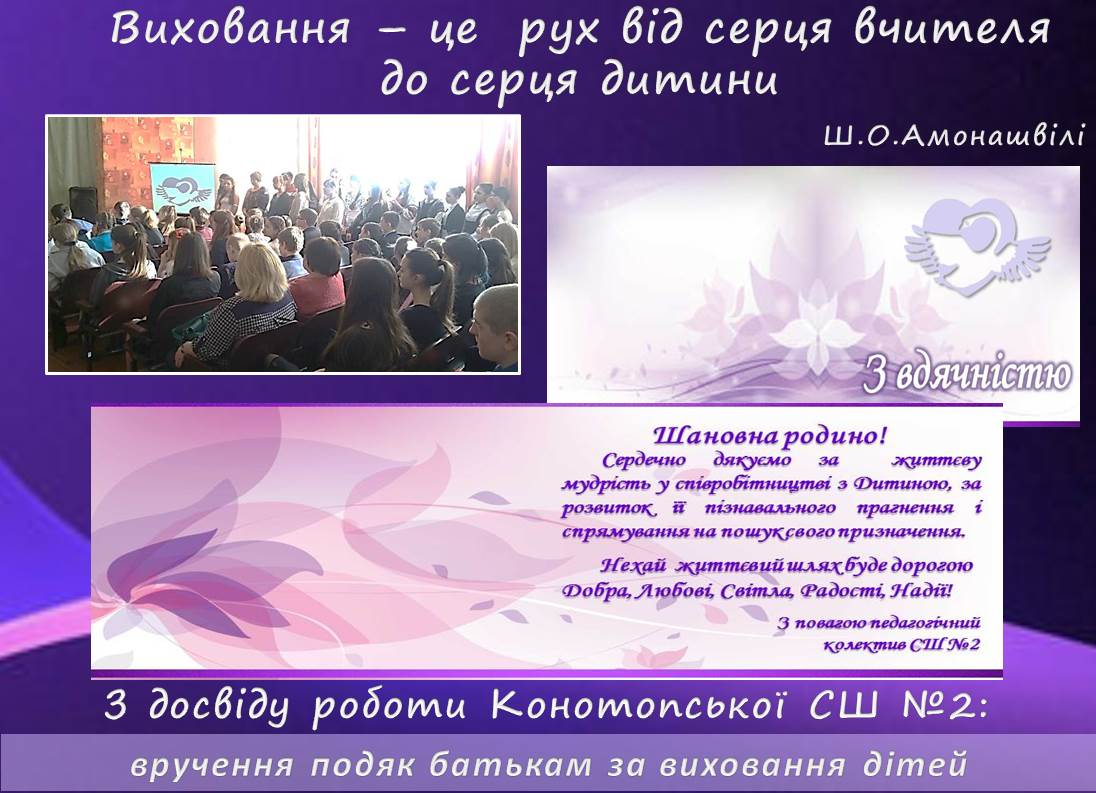 Виховання – це рух від серця вчителя
до серця дитини
Ш.О.Амонашвілі
З вдячністю
Шановна родино!
Сердечно дякуємо за життєву
мудрість у співробітництві з Дитиною, за
розвиток її пізнавального прагнення і
спрямування на пошук свого призначення.
Нехай життєвий шлях буде дорогою
Добра, Любові, Світла, Радості, Надії!
З повагою педагогічний
колектив СШ №2
З досвіду роботи Конотопської СШ №2:
вручення подяк батькам за виховання дітей